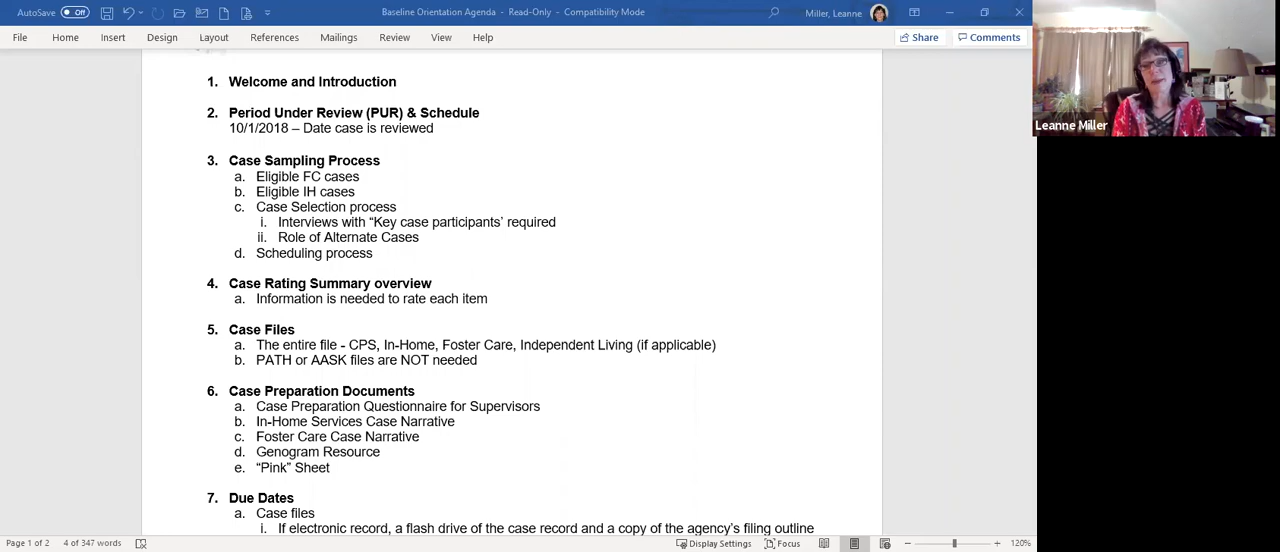 AutoSave Off Baseline Orientation Agenda - Read-Only - Compatibility Mode Miller, Leanne
File Home Insert Design Layout References Mailings Review View Help Share Comments
1. Welcome and Introduction
2. Period Under Review (PUR) & Schedule
10/1/2018 – Date case is reviewed
3. Case Sampling Process
a. Eligible FC cases
b. Eligible IH cases
c. Case Selection process
i. Interviews with “Key case participants’ required
ii. Role of Alternate Cases
d. Scheduling process
4. Case Rating Summary overview
a. Information is needed to rate each item
5. Case Files
a. The entire file - CPS, In-Home, Foster Care, Independent Living (if applicable)
b. PATH or AASK files are NOT needed
6. Case Preparation Documents
a. Case Preparation Questionnaire for Supervisors
b. In-Home Services Case Narrative
c. Foster Care Case Narrative
d. Genogram Resource
e. “Pink” Sheet
7. Due Dates
a. Case files
i. If electronic record, a flash drive of the case record and a copy of the agency’s filing outline
Page 1 of 2 4 of 347 words Display Settings Focus 120%
Leanne Miller